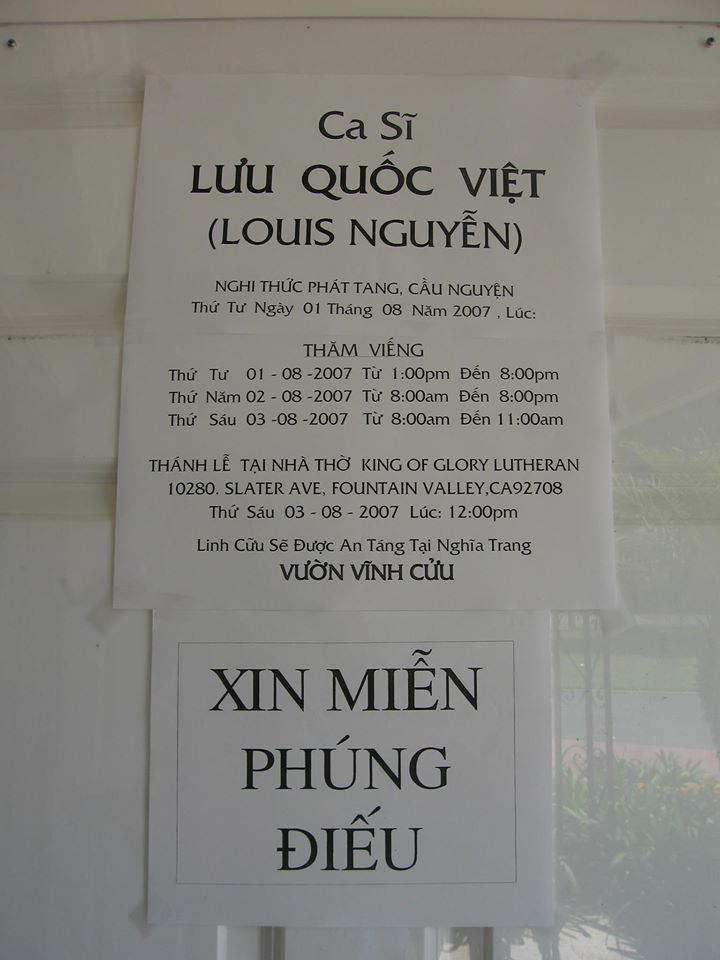 Ca Sĩ
LƯU QUỐC VIỆT
(LOUIS NGUYỄN)
NGHI THỨC PHÁT TANG, CẦU NGUYỆN
Thứ Tư Ngày 01 Tháng 08 Năm 2007 , Lúc:
THĂM VIẾNG
Thứ Tư 01 - 08 -2007 Từ 1:00pm Đến 8:00pm
Thứ Năm 02 - 08 -2007 Từ 8:00am Đến 8:00pm
Thứ Sáu 03 -08 -2007 Từ 8:00am Đến 11:00am
THÁNH LỄ TẠI NHÀ THỜ KING OF GLORY LUTHERAN
10280. SLATER AVE, FOUNTAIN VALLEY,CA92708
Thứ Sáu 03 - 08 - 2007 Lúc: 12:00pm
Linh Cữu Sẽ Được An Táng Tại Nghĩa Trang
VƯỜN VĨNH CỬU
XIN MIỄN
PHÚNG
ĐIẾU